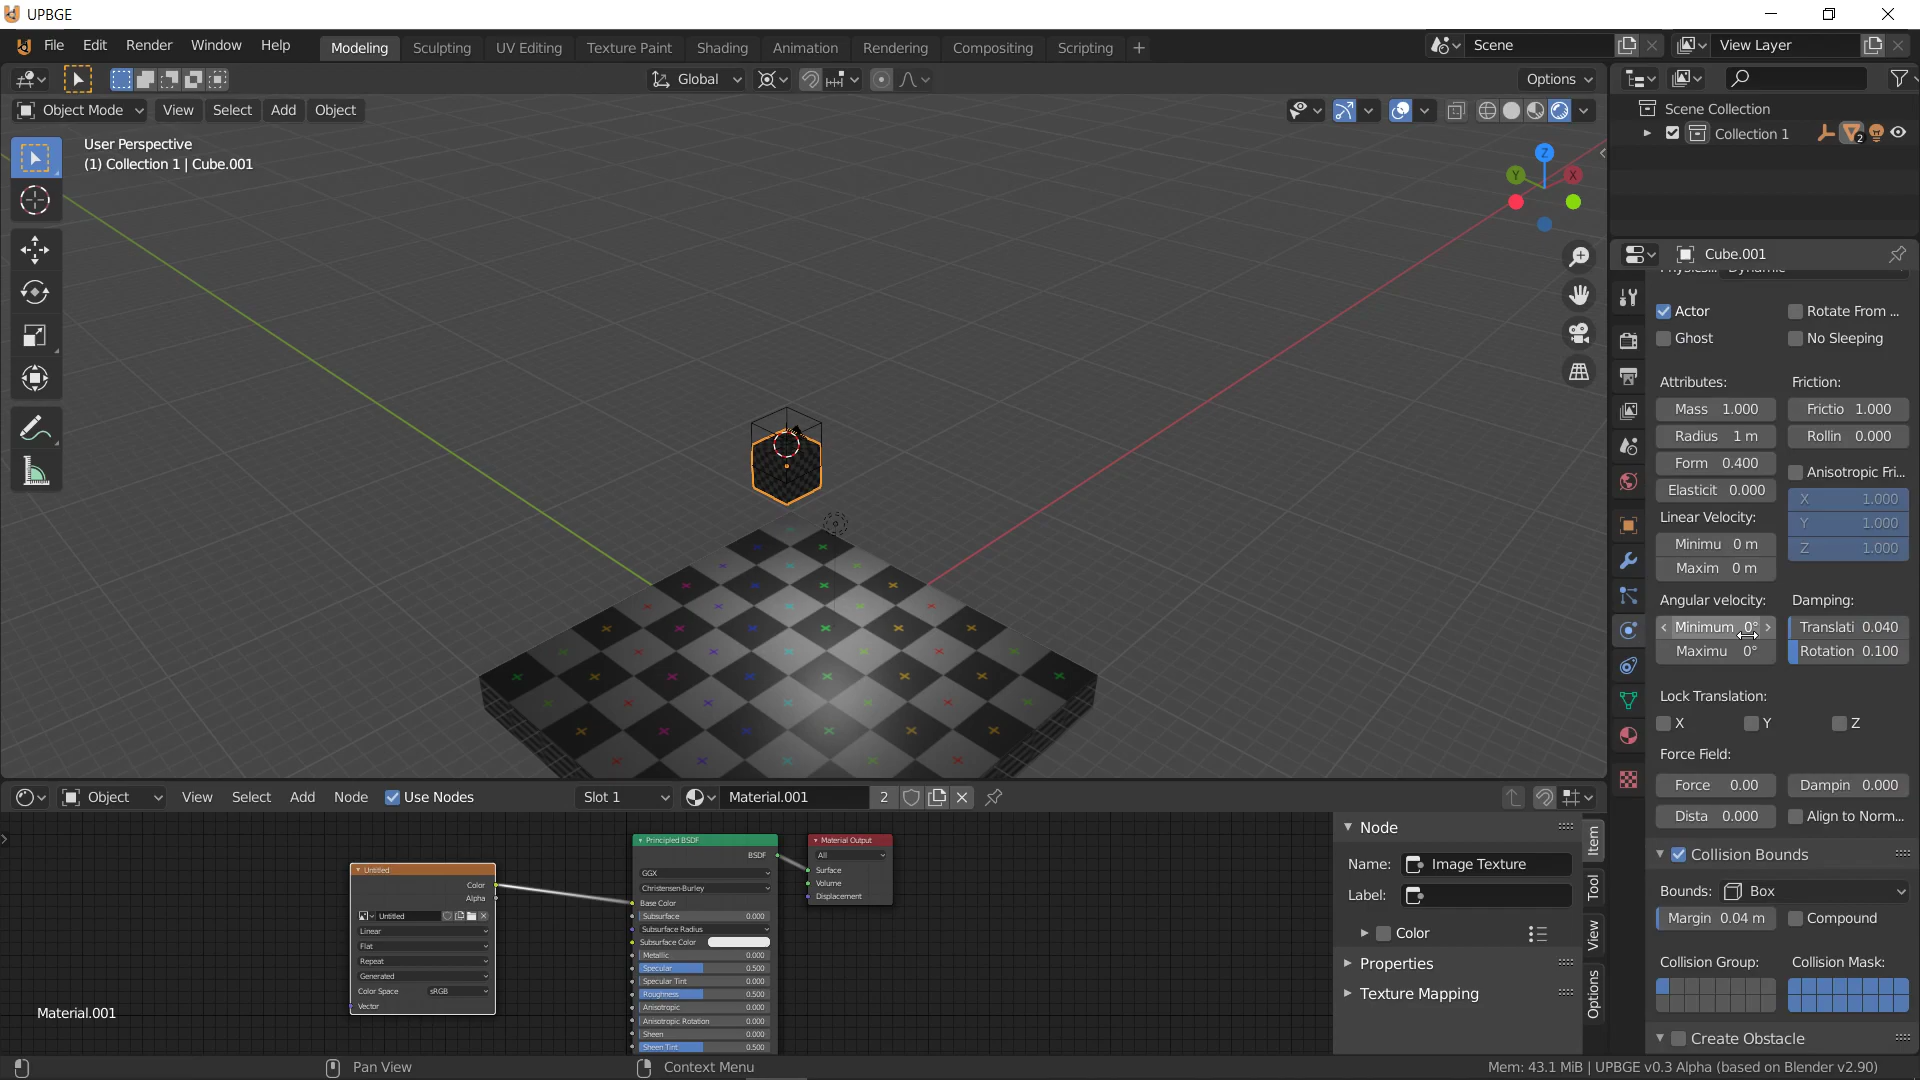 UPBGE
File Edit Render Window Help Modeling Sculpting UV Editing Texture Paint Shading Animation Rendering Compositing Scripting + Scene View Layer
Global Options
Object Mode View Select Add Object
User Perspective
(1) Collection 1 | Cube.001
Z
Y
X
Scene Collection
Collection 1 2
Cube.001
Actor Rotate From ...
Ghost No Sleeping
Attributes: Friction:
Mass 1.000 Frictio 1.000
Radius 1 m Rollin 0.000
Form 0.400 Anisotropic Fri...
Elasticit 0.000 X 1.000
Linear Velocity: Y 1.000
Minimu 0 m Z 1.000
Maxim 0 m
Angular velocity: Damping:
Minimum 0° Translati 0.040
Maximu 0° Rotation 0.100
Lock Translation:
X Y Z
Force Field:
Force 0.00 Dampin 0.000
Dista 0.000 Align to Norm...
Collision Bounds
Bounds: Box
Margin 0.04 m Compound
Collision Group: Collision Mask:
Create Obstacle
Object View Select Add Node Use Nodes Slot 1 Material.001 2
Untitled
Color
Alpha
Untitled
Linear
Flat
Repeat
Generated
Color Space sRGB
Vector
Principled BSDF
BSDF
GGX
Christensen-Burley
Base Color
Subsurface 0.000
Subsurface Radius
Subsurface Color
Metallic 0.000
Specular 0.500
Specular Tint 0.000
Roughness 0.500
Anisotropic 0.000
Anisotropic Rotation 0.000
Sheen 0.000
Sheen Tint 0.500
Material Output
All
Surface
Volume
Displacement
Material.001
Node
Name: Image Texture
Label:
Color
Properties
Texture Mapping
Item
Tool
View
Options
Pan View Context Menu Mem: 43.1 MiB | UPBGE v0.3 Alpha (based on Blender v2.90)